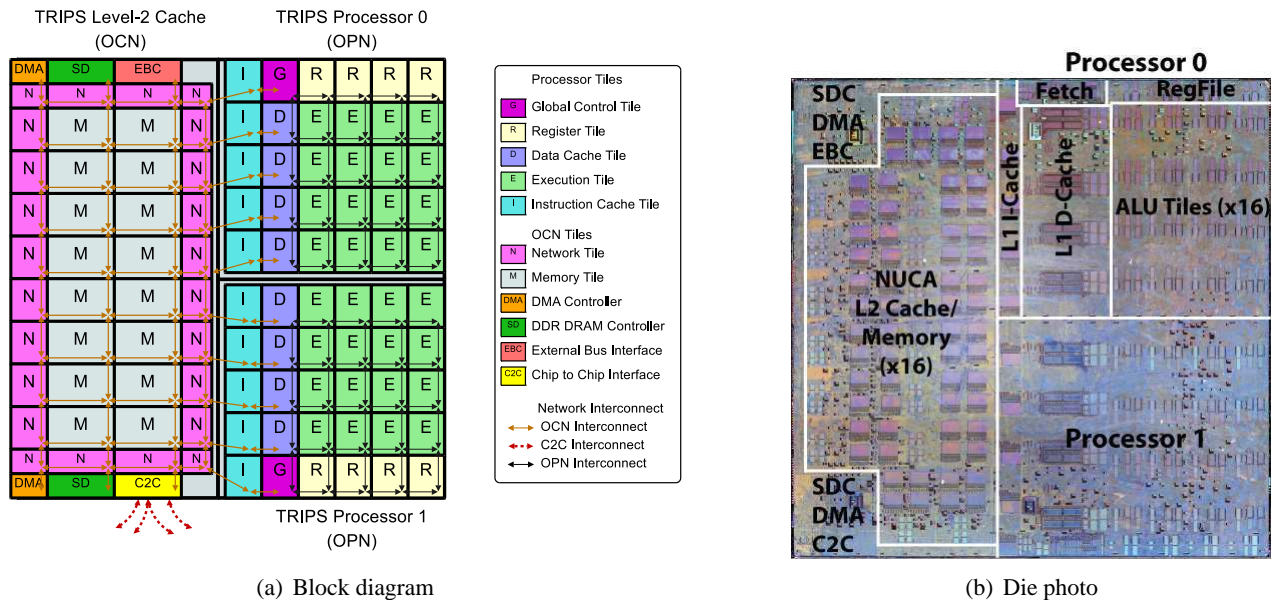 TRIPS Level-2 Cache
(OCN)
TRIPS Processor 0
(OPN)
DMA SD EBC I G R R R R
N N N N
N M M N I D E E E E
N M M N I D E E E E
N M M N I D E E E E
N M M N I D E E E E
N M M N I D E E E E
N M M N I D E E E E
N M M N I D E E E E
N M M N I D E E E E
N N N N I G R R R R
DMA SD C2C
TRIPS Processor 1
(OPN)
Processor Tiles
G Global Control Tile
R Register Tile
D Data Cache Tile
E Execution Tile
I Instruction Cache Tile
OCN Tiles
N Network Tile
M Memory Tile
DMA DMA Controller
SD DDR DRAM Controller
EBC External Bus Interface
C2C Chip to Chip Interface
Network Interconnect
OCN Interconnect
C2C Interconnect
OPN Interconnect
(a) Block diagram
Processor 0
SDC
DMA
EBC
Fetch
RegFile
L1 I-Cache
L1 D-Cache
ALU Tiles (x16)
NUCA
L2 Cache/
Memory
(x16)
Processor 1
SDC
DMA
C2C
(b) Die photo